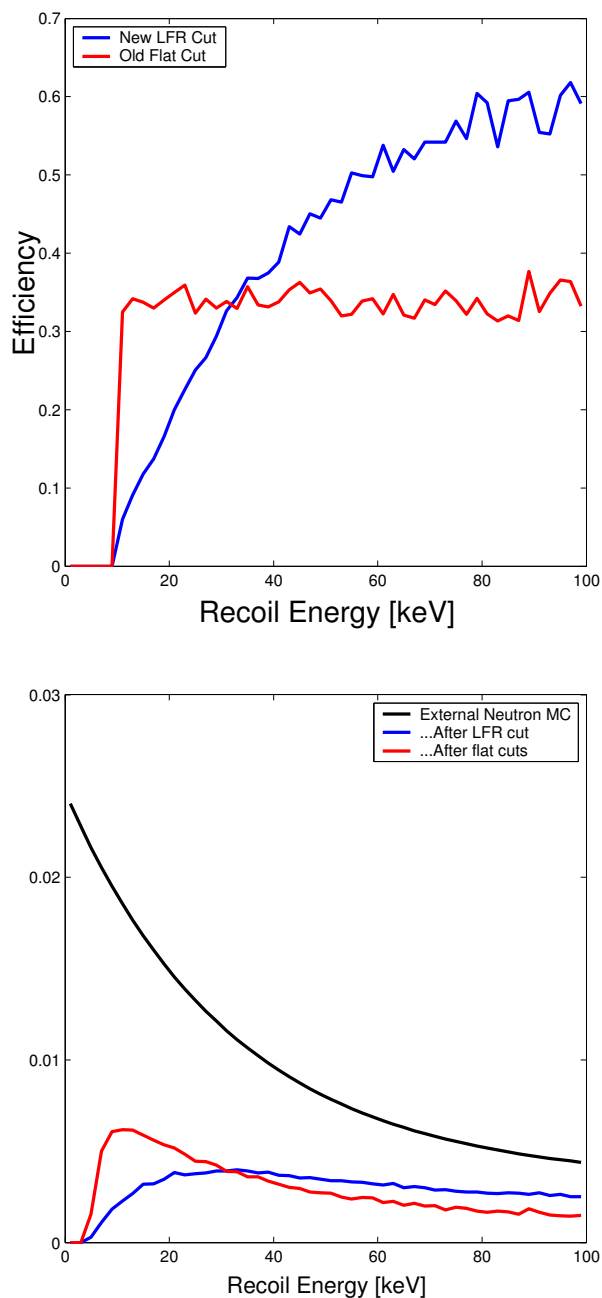 0.7
New LFR Cut
Old Flat Cut
0.6
0.5
0.4
0.3
0.2
0.1
0
Efficiency
0 20 40 60 80 100
Recoil Energy [keV]
0.03
External Neutron MC
...After LFR cut
...After flat cuts
0.02
0.01
0
0 20 40 60 80 100
Recoil Energy [keV]